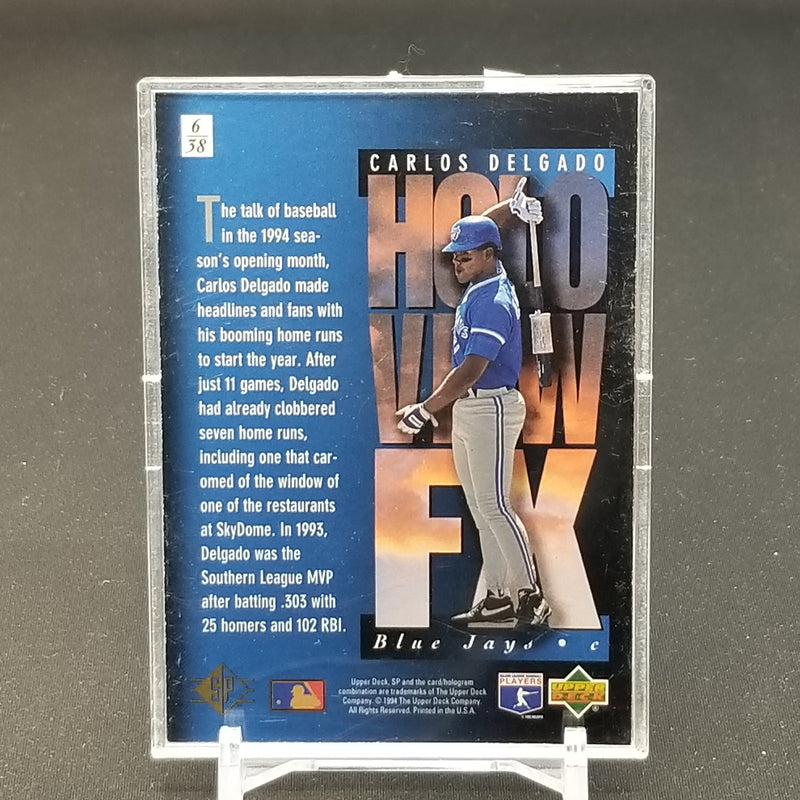 6
38
CARLOS DELGADO
HOLO
VIEW
FX
The talk of baseball
in the 1994 sea-
son's opening month,
Carlos Delgado made
headlines and fans with
his booming home runs
to start the year. After
just 11 games, Delgado
had already clobbered
seven home runs,
including one that car-
omed of the window of
one of the restaurants
at SkyDome. In 1993,
Delgado was the
Southern League MVP
after batting .303 with
25 homers and 102 RBI.
Blue Jays • c
SP
Upper Deck, SP and the card/hologram
combination are trademarks of The Upper Deck
Company. © 1994 The Upper Deck Company
All Rights Reserved. Printed in the U.S.A.
MAJOR LEAGUE BASEBALL
PLAYERS
UPPER
DECK